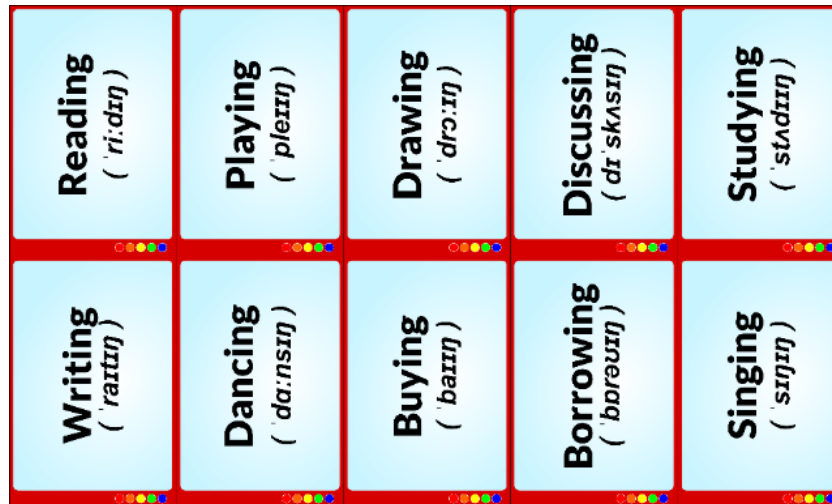 Reading
( ˈriːdɪŋ )
Playing
( ˈpleɪɪŋ )
Drawing
( ˈdrɔːɪŋ )
Discussing
( dɪˈskʌsɪŋ )
Studying
( ˈstʌdɪɪŋ )
Writing
( ˈraɪtɪŋ )
Dancing
( ˈdɑːnsɪŋ )
Buying
( ˈbaɪɪŋ )
Borrowing
( ˈbɒrəʊɪŋ )
Singing
( ˈsɪŋɪŋ )